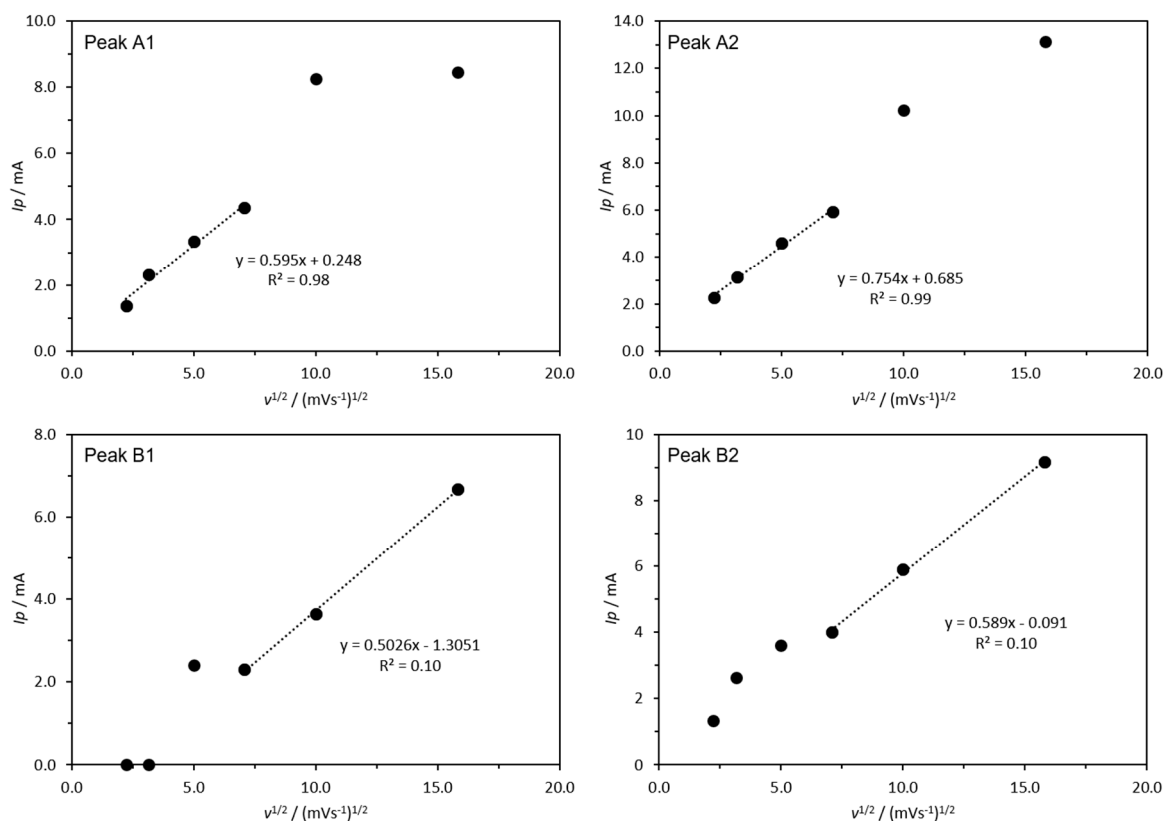 Peak A1
10.0
8.0
6.0
4.0
2.0
0.0
Ip / mA
y = 0.595x + 0.248
R² = 0.98
0.0 5.0 10.0 15.0 20.0
v¹/² / (mVs⁻¹)¹/²
Peak A2
14.0
12.0
10.0
8.0
6.0
4.0
2.0
0.0
Ip / mA
y = 0.754x + 0.685
R² = 0.99
0.0 5.0 10.0 15.0 20.0
v¹/² / (mVs⁻¹)¹/²
Peak B1
8.0
6.0
4.0
2.0
0.0
Ip / mA
y = 0.5026x - 1.3051
R² = 0.10
0.0 5.0 10.0 15.0 20.0
v¹/² / (mVs⁻¹)¹/²
Peak B2
10
8
6
4
2
0
Ip / mA
y = 0.589x - 0.091
R² = 0.10
0.0 5.0 10.0 15.0 20.0
v¹/² / (mVs⁻¹)¹/²